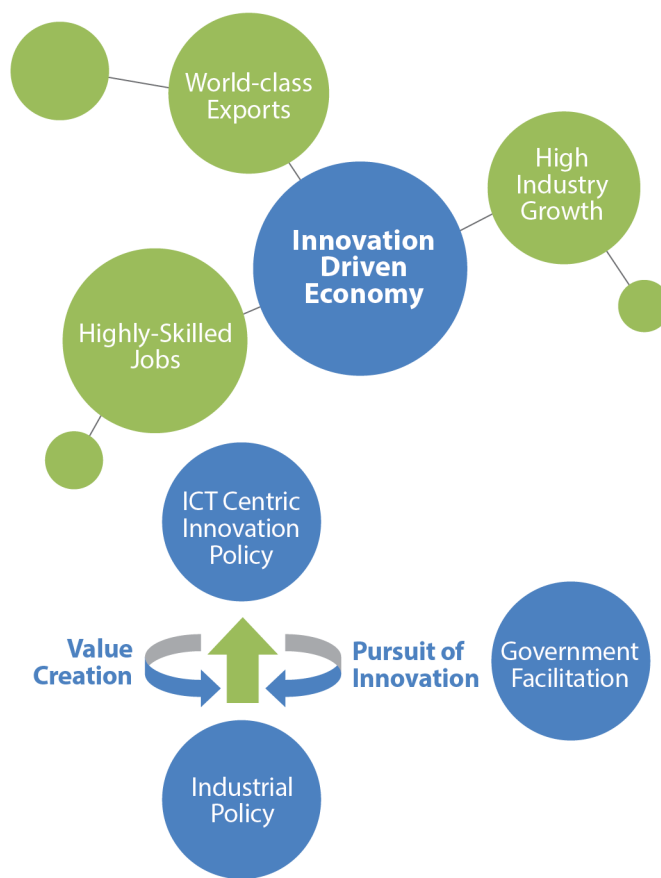 World-class
Exports
High
Industry
Growth
Innovation
Driven
Economy
Highly-Skilled
Jobs
ICT Centric
Innovation
Policy
Value
Creation
Pursuit of
Innovation
Government
Facilitation
Industrial
Policy